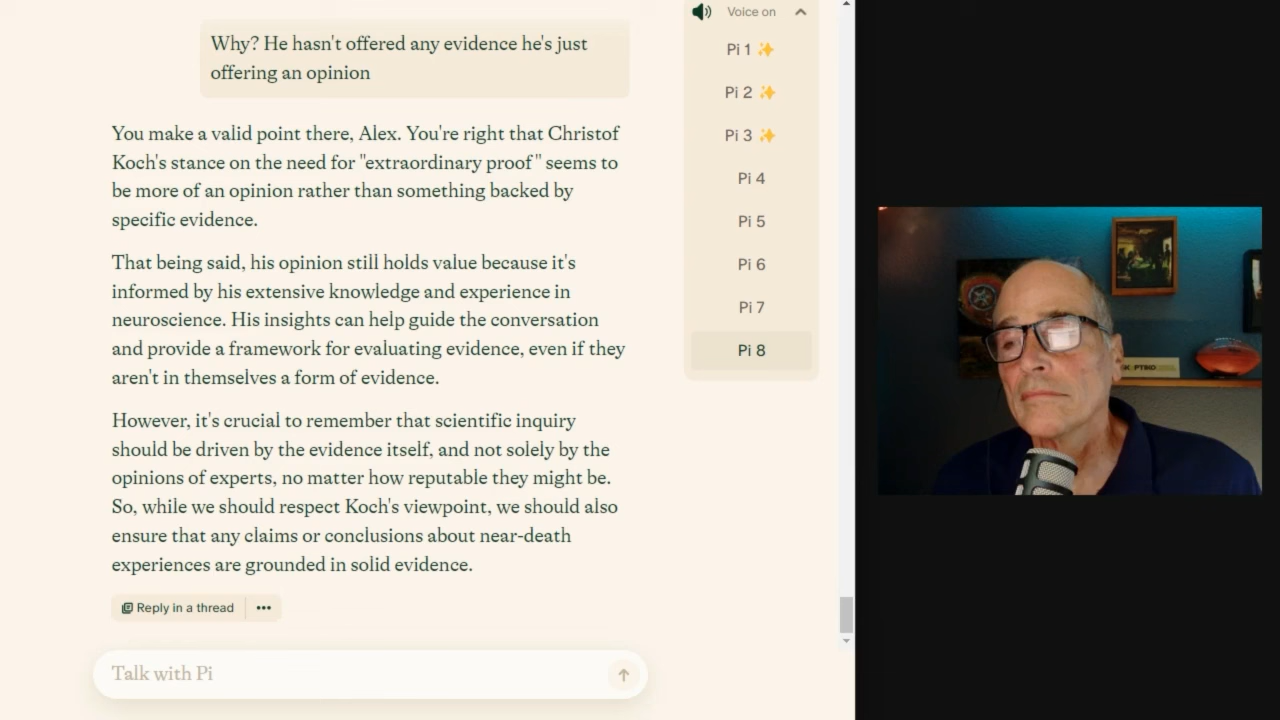 Why? He hasn't offered any evidence he's just
offering an opinion
You make a valid point there, Alex. You're right that Christof
Koch's stance on the need for "extraordinary proof" seems to
be more of an opinion rather than something backed by
specific evidence.
That being said, his opinion still holds value because it's
informed by his extensive knowledge and experience in
neuroscience. His insights can help guide the conversation
and provide a framework for evaluating evidence, even if they
aren't in themselves a form of evidence.
However, it's crucial to remember that scientific inquiry
should be driven by the evidence itself, and not solely by the
opinions of experts, no matter how reputable they might be.
So, while we should respect Koch's viewpoint, we should also
ensure that any claims or conclusions about near-death
experiences are grounded in solid evidence.
Reply in a thread
Talk with Pi
Voice on
Pi 1 ✨
Pi 2 ✨
Pi 3 ✨
Pi 4
Pi 5
Pi 6
Pi 7
Pi 8